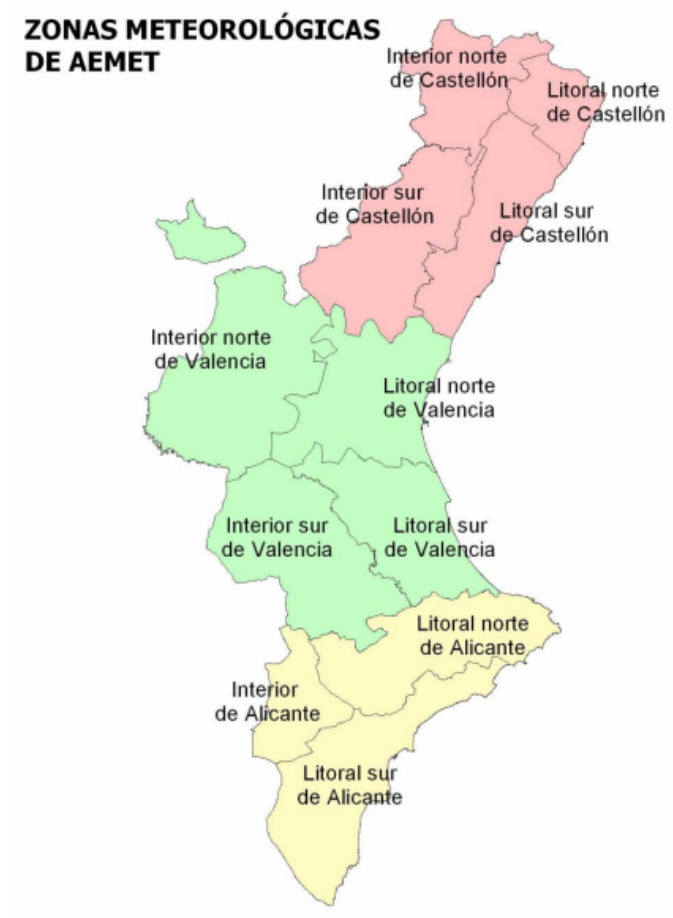 ZONAS METEOROLÓGICAS
DE AEMET
Interior norte
de Castellón
Litoral norte
de Castellón
Interior sur
de Castellón
Litoral sur
de Castellón
Interior norte
de Valencia
Litoral norte
de Valencia
Interior sur
de Valencia
Litoral sur
de Valencia
Litoral norte
de Alicante
Interior
de Alicante
Litoral sur
de Alicante